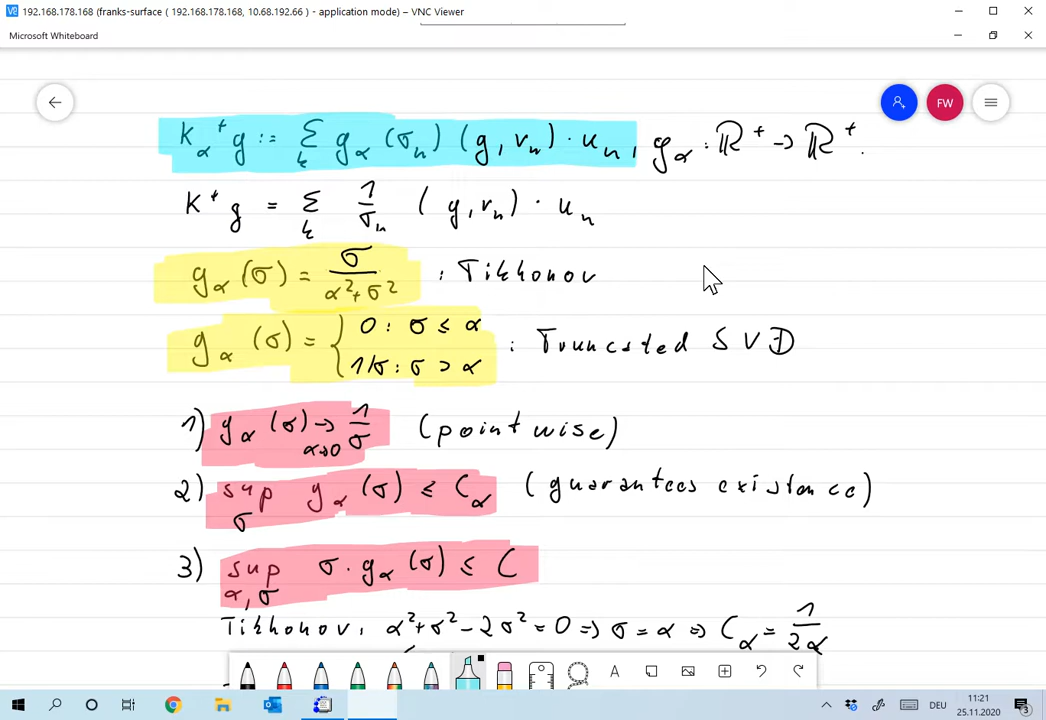 192.168.178.168 (franks-surface ( 192.168.178.168, 10.68.192.66 ) - application mode) – VNC Viewer
Microsoft Whiteboard
FW
K_α^+ g := Σ_k g_α (σ_n) (g, v_n) · u_n, g_α : ℝ^+ → ℝ^+.
K^+ g = Σ_k 1/σ_n (g, v_n) · u_n
g_α (σ) = σ/(α²+σ²) : Tikhonov
g_α (σ) = { 0 : σ ≤ α
1/σ : σ > α : Truncated SVD
1) g_α (σ) →_{α→0} 1/σ (pointwise)
2) sup_σ g_α (σ) ≤ C_α (guarantees existence)
3) sup_{α,σ} σ · g_α (σ) ≤ C
Tikhonov: α²+σ²-2σ²=0 ⇒ σ=α ⇒ C_α = 1/2α
A
DEU
11:21
25.11.2020
3